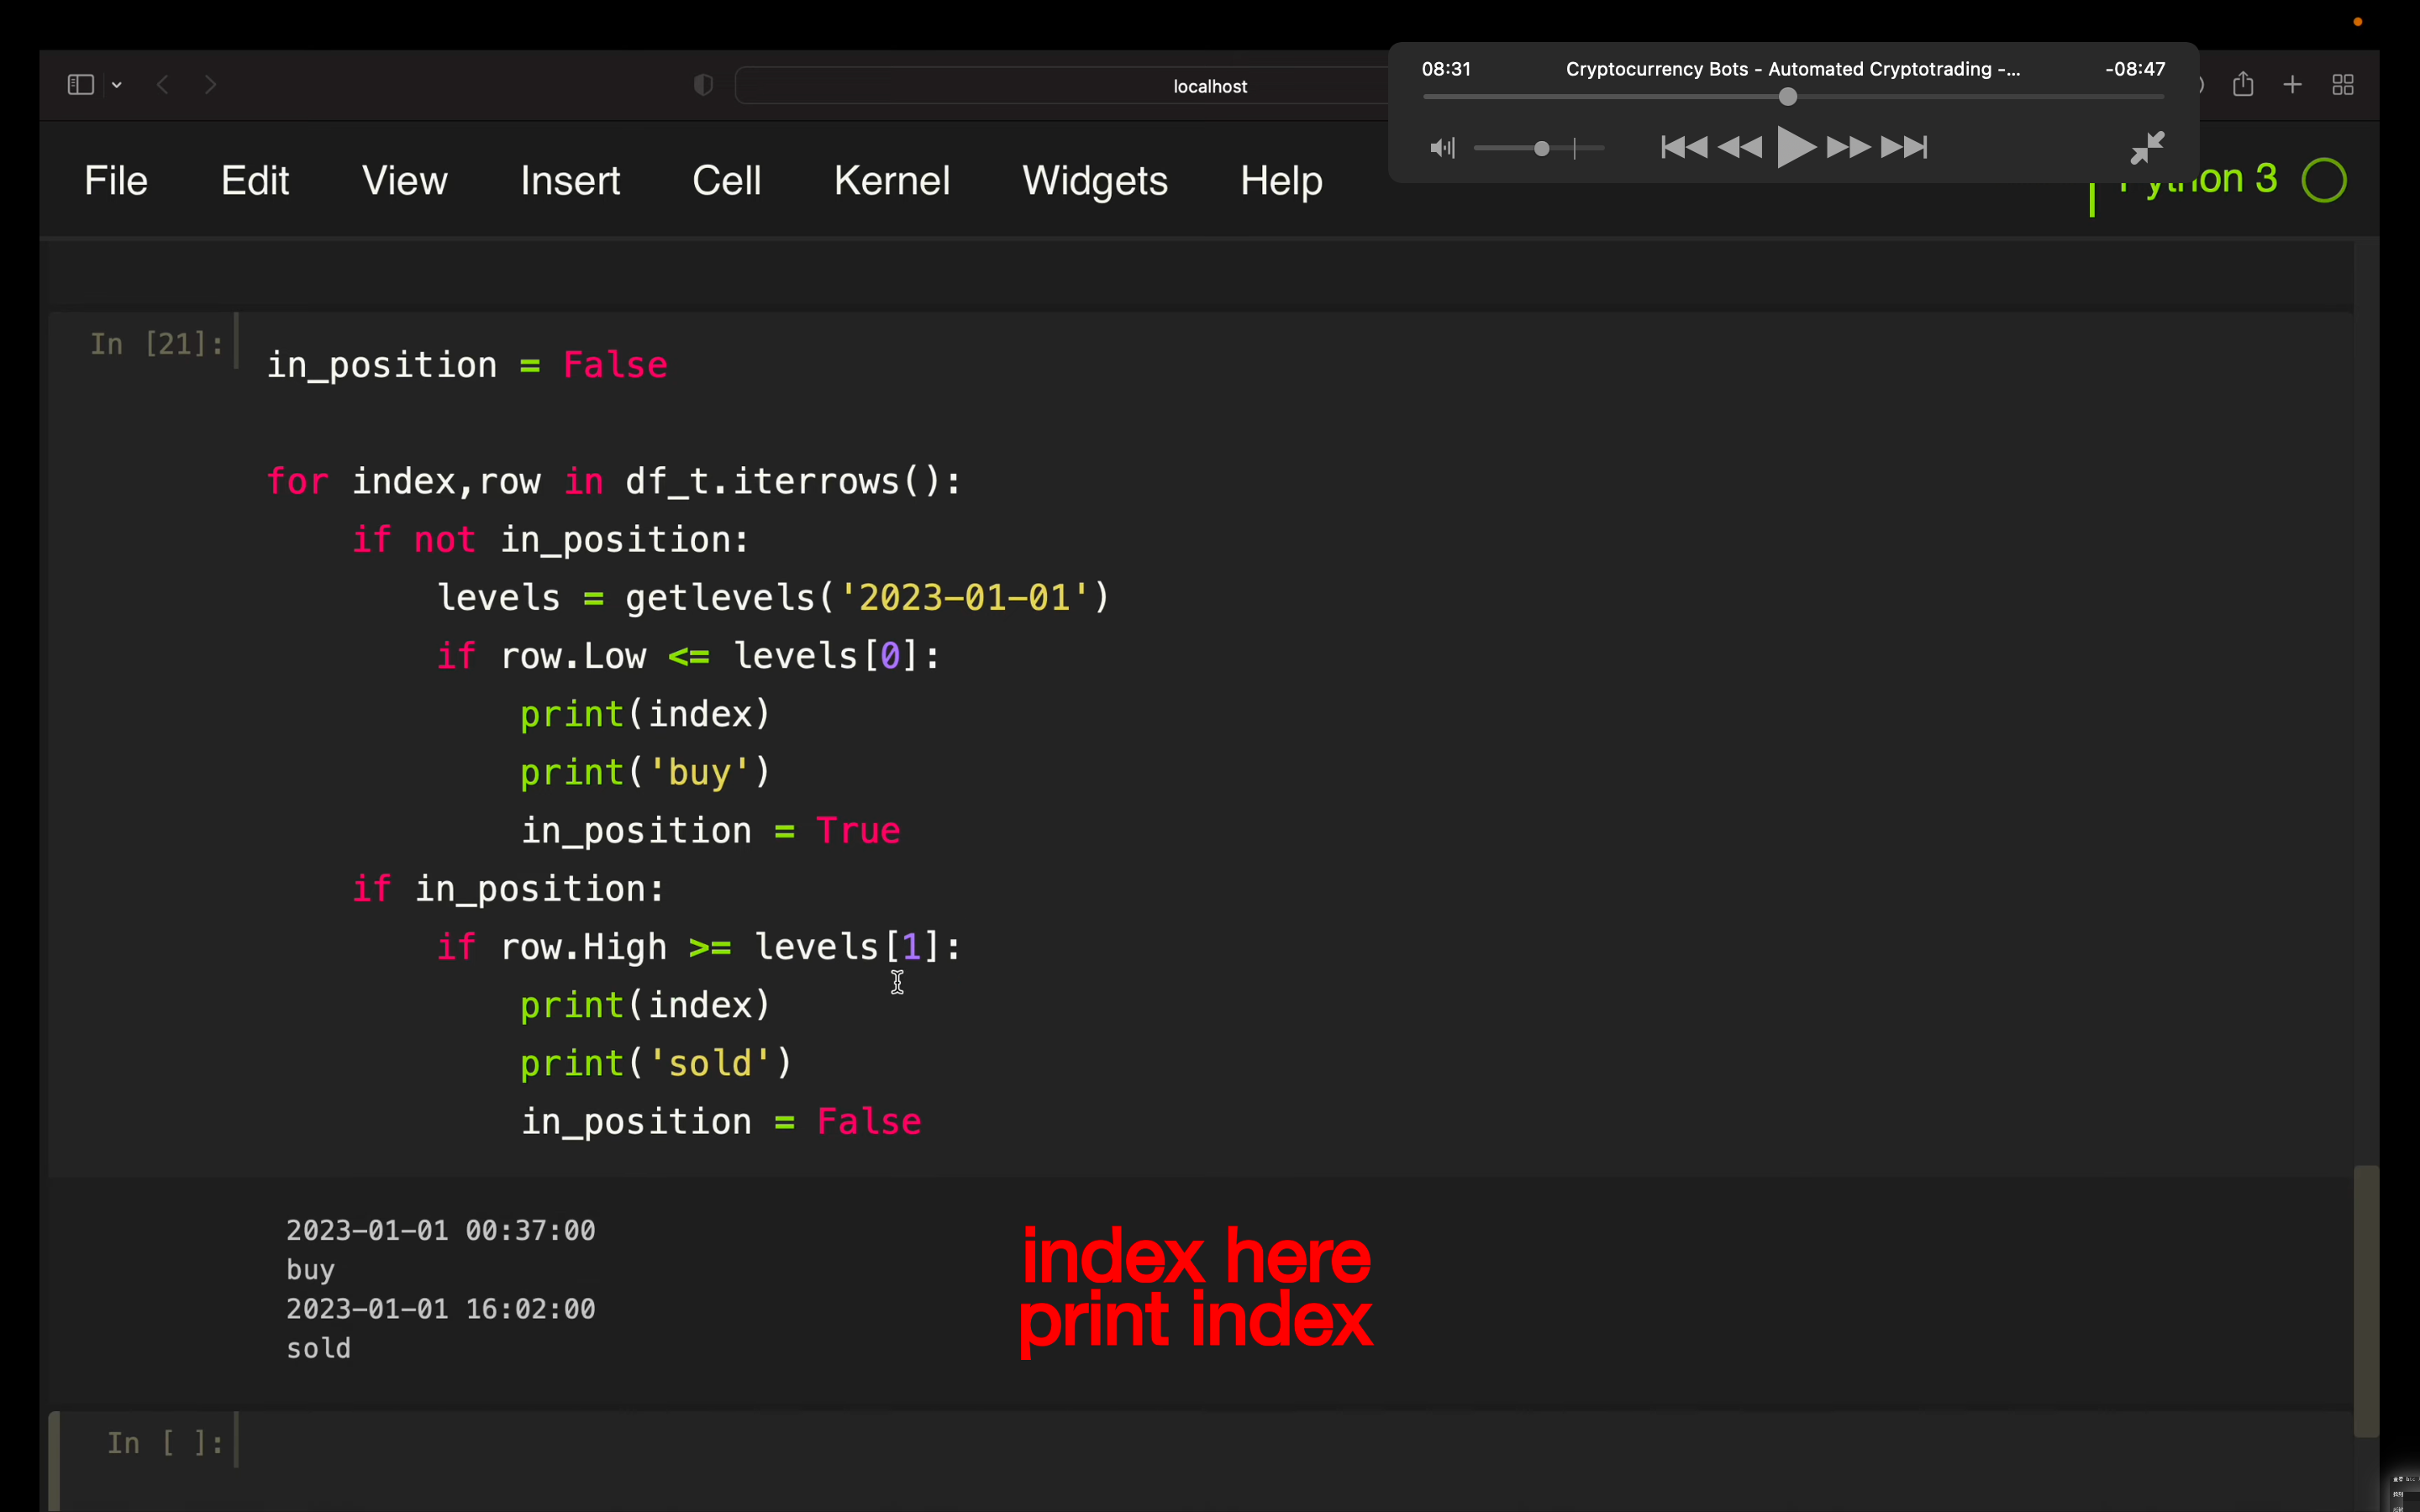 08:31 Cryptocurrency Bots - Automated Cryptotrading -... -08:47
localhost
File Edit View Insert Cell Kernel Widgets Help Python 3
In [21]:
in_position = False
for index,row in df_t.iterrows():
    if not in_position:
        levels = getlevels('2023-01-01')
        if row.Low <= levels[0]:
            print(index)
            print('buy')
            in_position = True
    if in_position:
        if row.High >= levels[1]:
            print(index)
            print('sold')
            in_position = False
2023-01-01 00:37:00
buy
2023-01-01 16:02:00
sold
index here
print index
In [ ]: